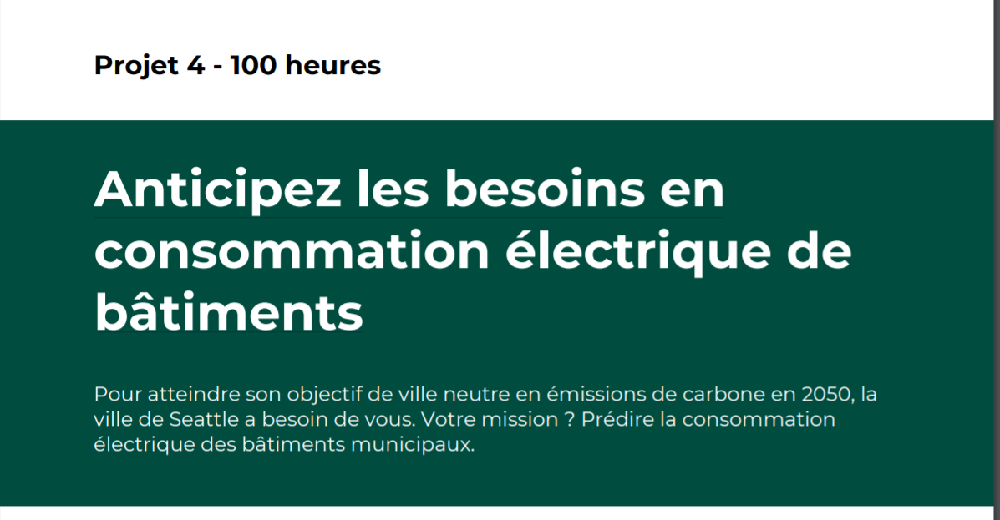 Projet 4 - 100 heures
Anticipez les besoins en
consommation électrique de
bâtiments
Pour atteindre son objectif de ville neutre en émissions de carbone en 2050, la
ville de Seattle a besoin de vous. Votre mission ? Prédire la consommation
électrique des bâtiments municipaux.